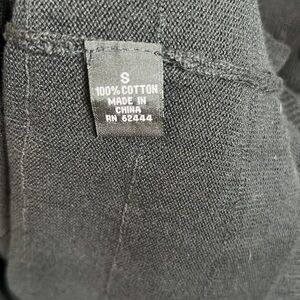 S
100% COTTON
MADE IN
CHINA
RN 62444